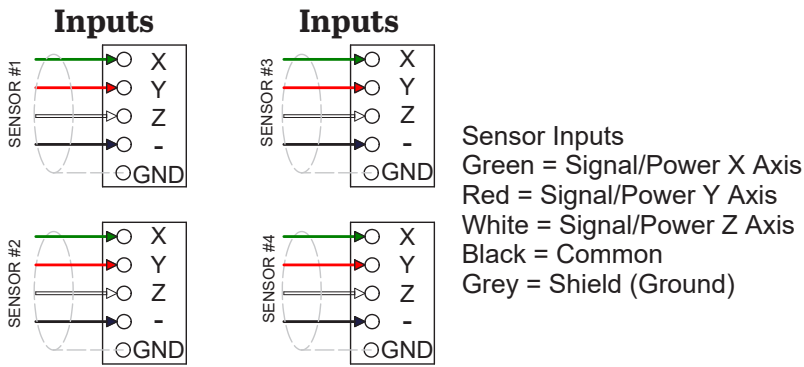 Inputs
SENSOR #1
X
Y
Z
-
GND
Inputs
SENSOR #3
X
Y
Z
-
GND
SENSOR #2
X
Y
Z
-
GND
SENSOR #4
X
Y
Z
-
GND
Sensor Inputs
Green = Signal/Power X Axis
Red = Signal/Power Y Axis
White = Signal/Power Z Axis
Black = Common
Grey = Shield (Ground)